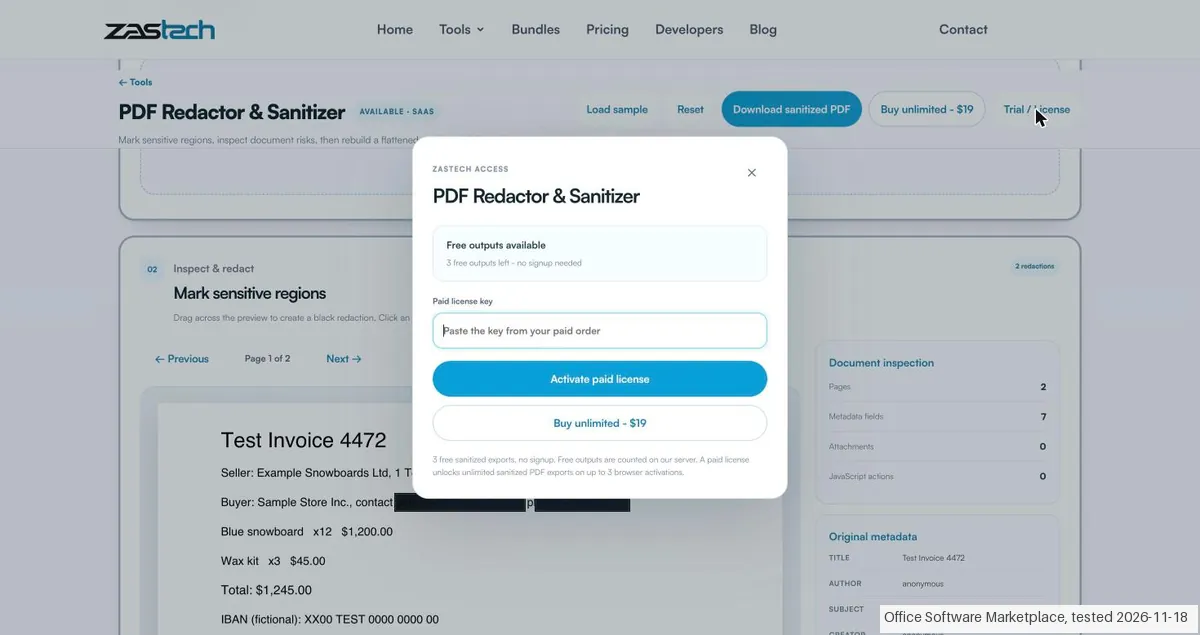 ZASTECH
Home
Tools
Bundles
Pricing
Developers
Blog
Contact
← Tools
PDF Redactor & Sanitizer
AVAILABLE · SAAS
Load sample
Reset
Download sanitized PDF
Buy unlimited - $19
Trial / License
Mark sensitive regions, inspect document risks, then rebuild a flattened
ZASTECH ACCESS
PDF Redactor & Sanitizer
Free outputs available
3 free outputs left - no signup needed
Paid license key
Paste the key from your paid order
Activate paid license
Buy unlimited - $19
3 free sanitized exports, no signup. Free outputs are counted on our server. A paid license
unlocks unlimited sanitized PDF exports on up to 3 browser activations.
02
Inspect & redact
2 redactions
Mark sensitive regions
Drag across the preview to create a black redaction. Click an
← Previous
Page 1 of 2
Next →
Test Invoice 4472
Seller: Example Snowboards Ltd, 1 T
Buyer: Sample Store Inc., contact
p
Blue snowboard x12 $1,200.00
Wax kit x3 $45.00
Total: $1,245.00
IBAN (fictional): XX00 TEST 0000 0000 00
Document inspection
Pages 2
Metadata fields 7
Attachments 0
JavaScript actions 0
Original metadata
TITLE Test Invoice 4472
AUTHOR anonymous
SUBJECT
CREATOR
Office Software Marketplace, tested 2026-11-18